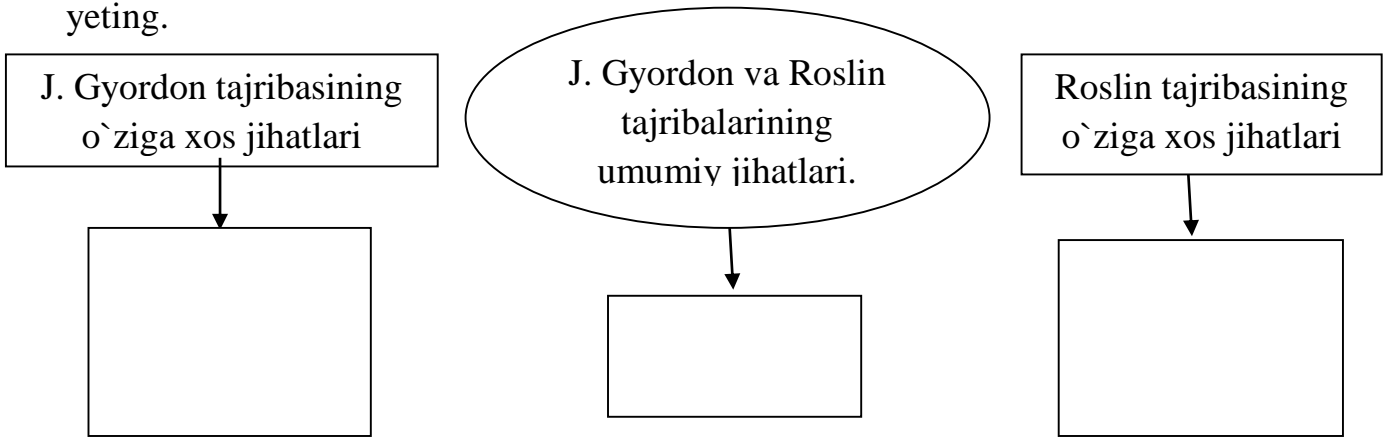 yeting.
J. Gyordon tajribasining
o`ziga xos jihatlari
J. Gyordon va Roslin
tajribalarining
umumiy jihatlari.
Roslin tajribasining
o`ziga xos jihatlari